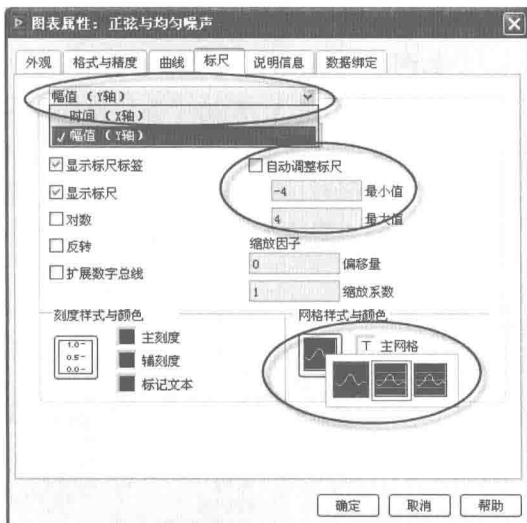 图表属性：正弦与均匀噪声
外观 格式与精度 曲线 标尺 说明信息 数据绑定
幅值（Y轴）
时间（X轴）
✓ 幅值（Y轴）
显示标尺标签
自动调整标尺
显示标尺
-4 最小值
对数
4 最大值
反转
缩放因子
0 偏移量
扩展数字总线
1 缩放系数
刻度样式与颜色
网格样式与颜色
1.0-
0.5-
0.0-
主刻度
辅刻度
标记文本
主网格
确定 取消 帮助